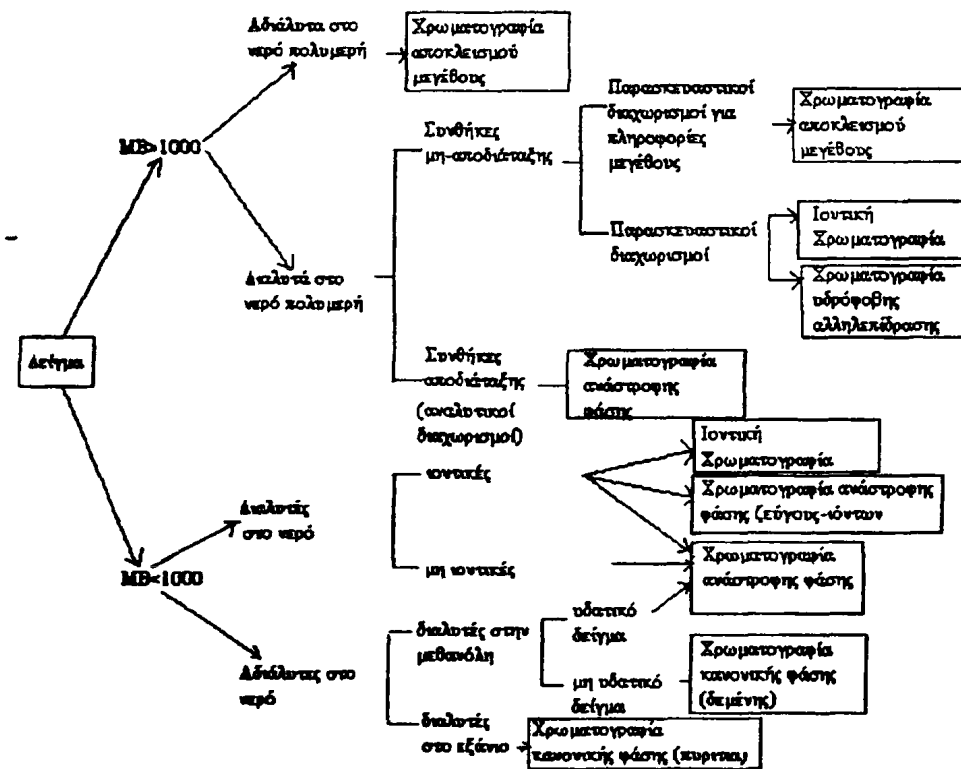 Αδιάλυτα στο
νερό πολυμερή
Χρωματογραφία
αποκλεισμού
μεγέθους
ΜΒ>1000
Συνθήκες
μη-αποδιάταξης
Παρασκευαστικοί
διαχωρισμοί για
πληροφορίες
μεγέθους
Χρωματογραφία
αποκλεισμού
μεγέθους
Παρασκευαστικοί
διαχωρισμοί
Ιοντική
Χρωματογραφία
Χρωματογραφία
υδρόφοβης
αλληλεπίδρασης
Διαλυτά στο
νερό πολυμερή
Δείγμα
Συνθήκες
αποδιάταξης
(αναλυτικοί
διαχωρισμοί)
Χρωματογραφία
ανάστροφης
φάσης
Ιοντική
Χρωματογραφία
ιοντικές
Χρωματογραφία ανάστροφης
φάσης ζεύγους-ιόντων
Διαλυτές
στο νερό
ΜΒ<1000
μη ιοντικές
Χρωματογραφία
ανάστροφης φάσης
Αδιάλυτες στο
νερό
διαλυτές στην
μεθανόλη
υδατικό
δείγμα
μη υδατικό
δείγμα
Χρωματογραφία
κανονικής φάσης
(δεμένης)
διαλυτές
στο εξάνιο
Χρωματογραφία
κανονικής φάσης (πυριτια)